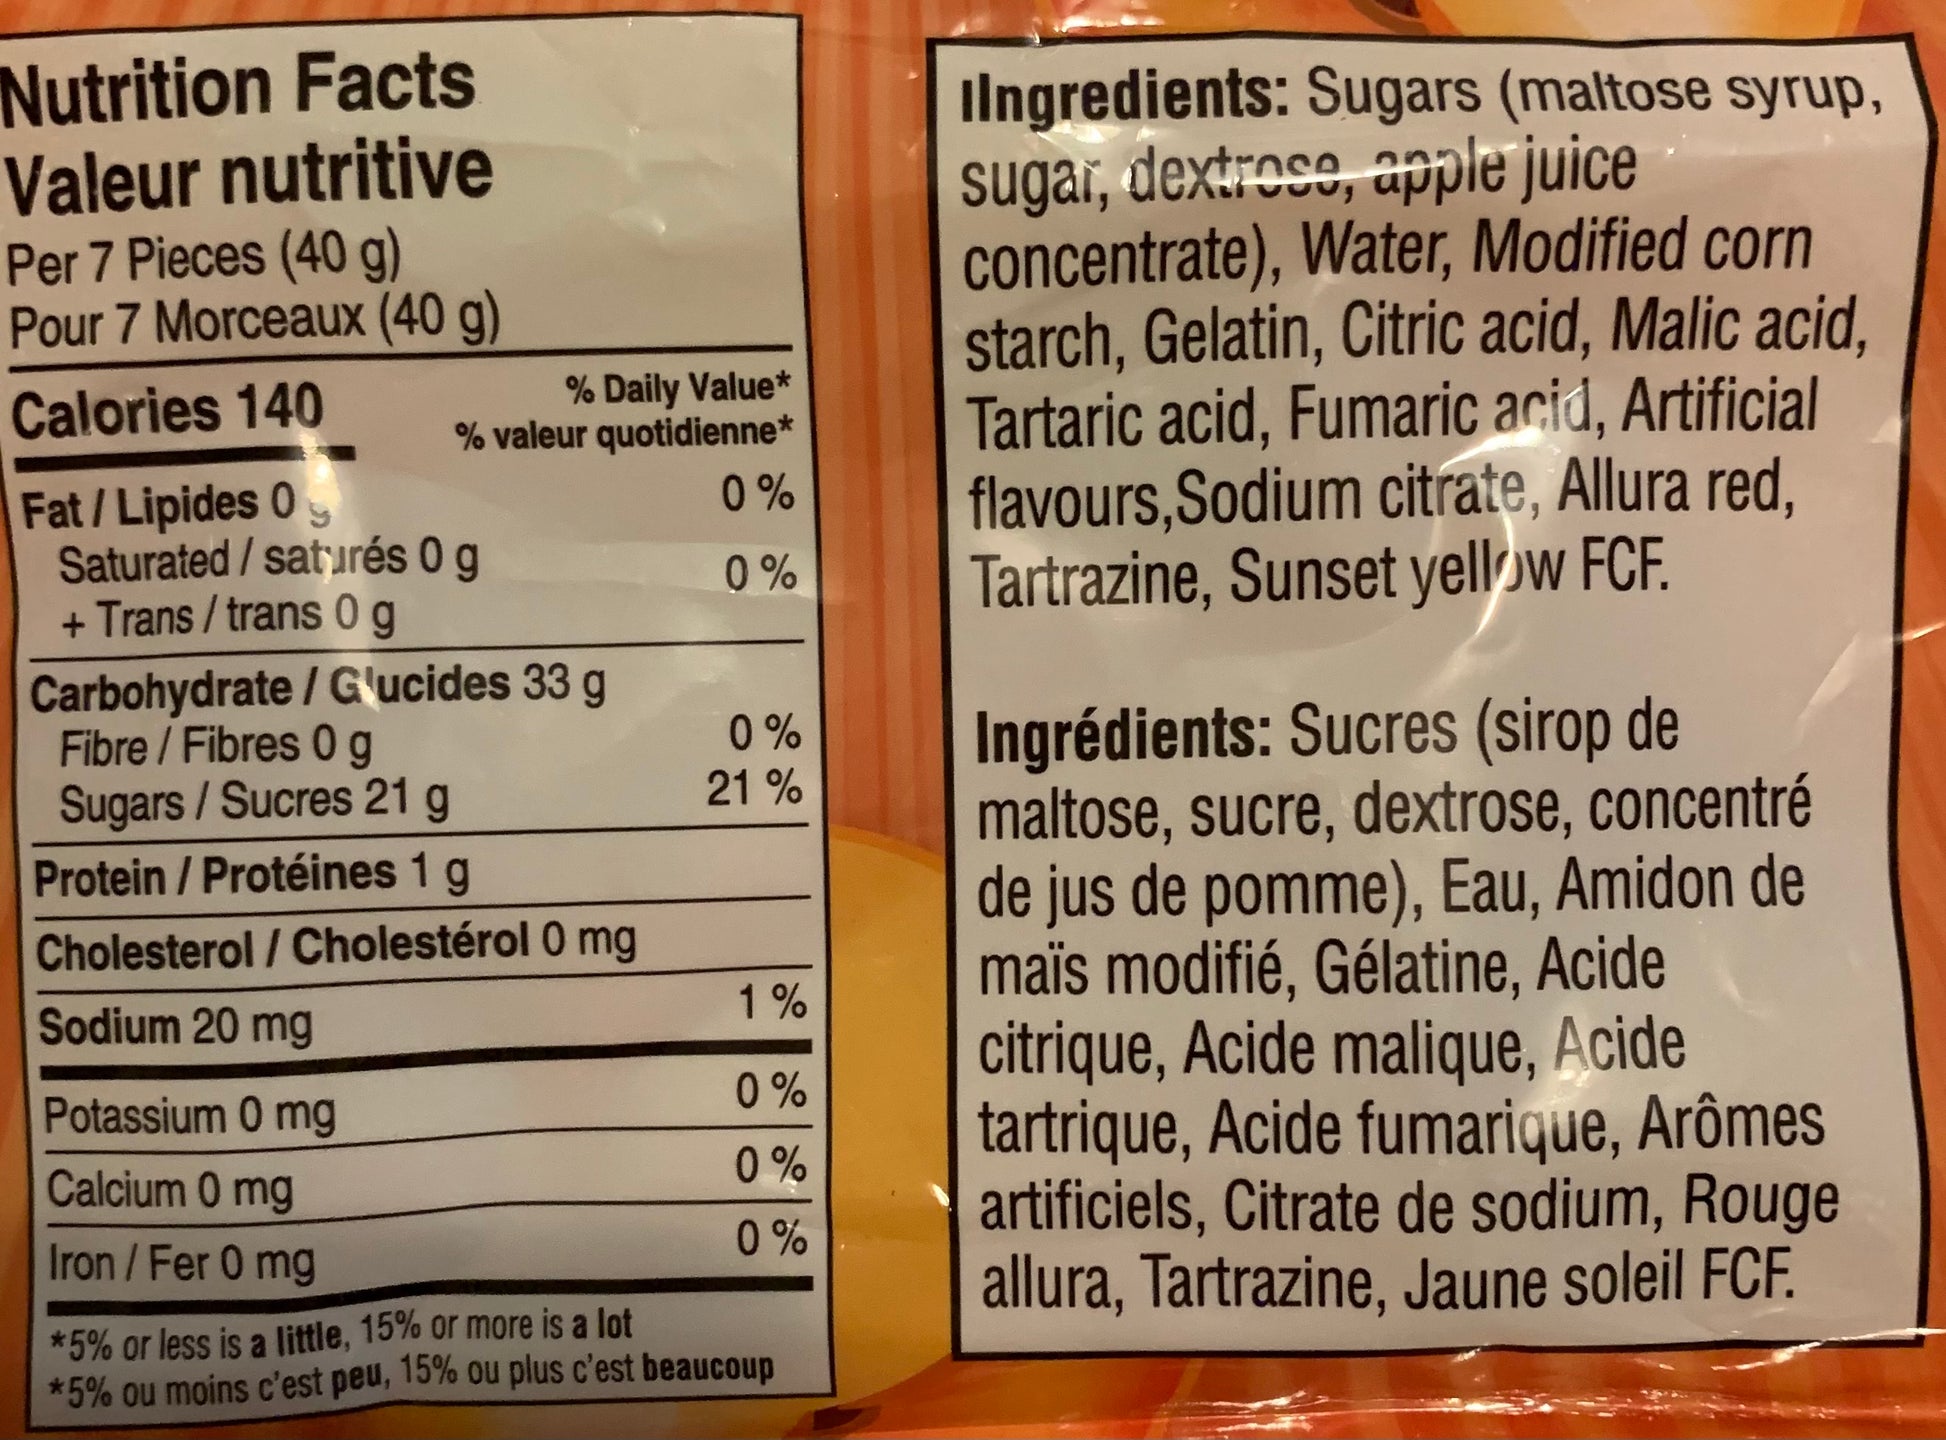 Nutrition Facts
Valeur nutritive
Per 7 Pieces (40 g)
Pour 7 Morceaux (40 g)
Calories 140
% Daily Value*
% valeur quotidienne*
Fat / Lipides 0 g 0 %
Saturated / saturés 0 g 0 %
+ Trans / trans 0 g
Carbohydrate / Glucides 33 g
Fibre / Fibres 0 g 0 %
Sugars / Sucres 21 g 21 %
Protein / Protéines 1 g
Cholesterol / Cholestérol 0 mg
Sodium 20 mg 1 %
Potassium 0 mg 0 %
Calcium 0 mg 0 %
Iron / Fer 0 mg 0 %
*5% or less is a little, 15% or more is a lot
*5% ou moins c'est peu, 15% ou plus c'est beaucoup
IIngredients: Sugars (maltose syrup,
sugar, dextrose, apple juice
concentrate), Water, Modified corn
starch, Gelatin, Citric acid, Malic acid,
Tartaric acid, Fumaric acid, Artificial
flavours,Sodium citrate, Allura red,
Tartrazine, Sunset yellow FCF.
Ingrédients: Sucres (sirop de
maltose, sucre, dextrose, concentré
de jus de pomme), Eau, Amidon de
maïs modifié, Gélatine, Acide
citrique, Acide malique, Acide
tartrique, Acide fumarique, Arômes
artificiels, Citrate de sodium, Rouge
allura, Tartrazine, Jaune soleil FCF.